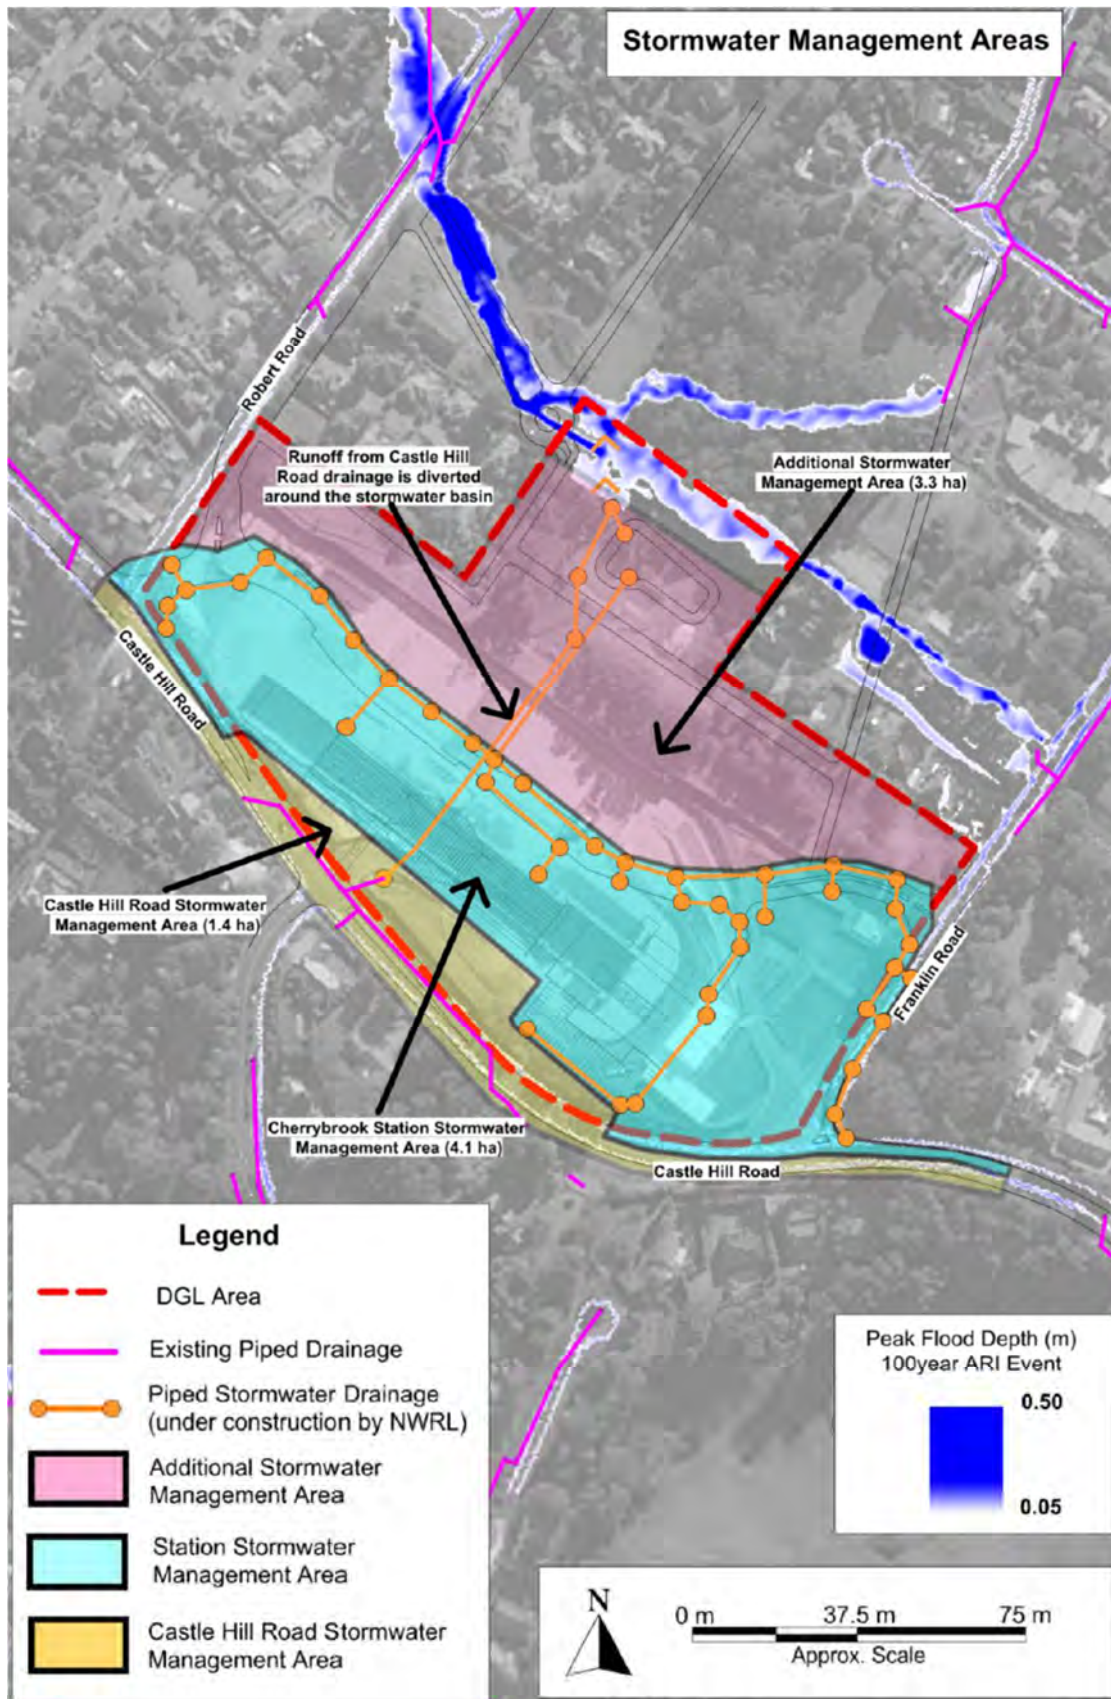 Stormwater Management Areas
Robert Road
Runoff from Castle Hill
Road drainage is diverted
around the stormwater basin
Additional Stormwater
Management Area (3.3 ha)
Castle Hill Road
Castle Hill Road Stormwater
Management Area (1.4 ha)
Franklin Road
Cherrybrook Station Stormwater
Management Area (4.1 ha)
Castle Hill Road
Legend
DGL Area
Existing Piped Drainage
Piped Stormwater Drainage
(under construction by NWRL)
Additional Stormwater
Management Area
Station Stormwater
Management Area
Castle Hill Road Stormwater
Management Area
Peak Flood Depth (m)
100year ARI Event
0.50
0.05
N
0 m 37.5 m 75 m
Approx. Scale